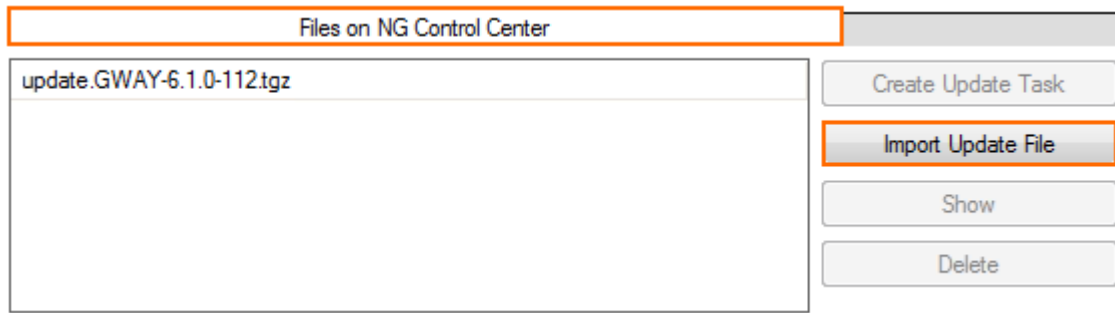 Files on NG Control Center
update.GWAY-6.1.0-112.tgz
Create Update Task
Import Update File
Show
Delete